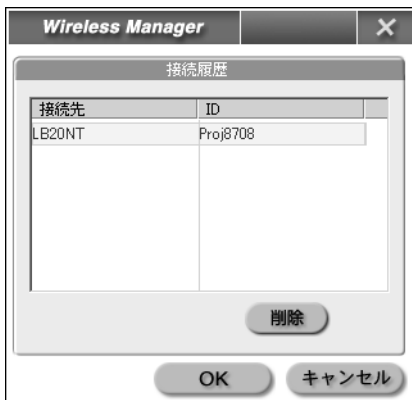 Wireless Manager
接続履歴
接続先 ID
LB20NT Proj8708
削除
OK キャンセル